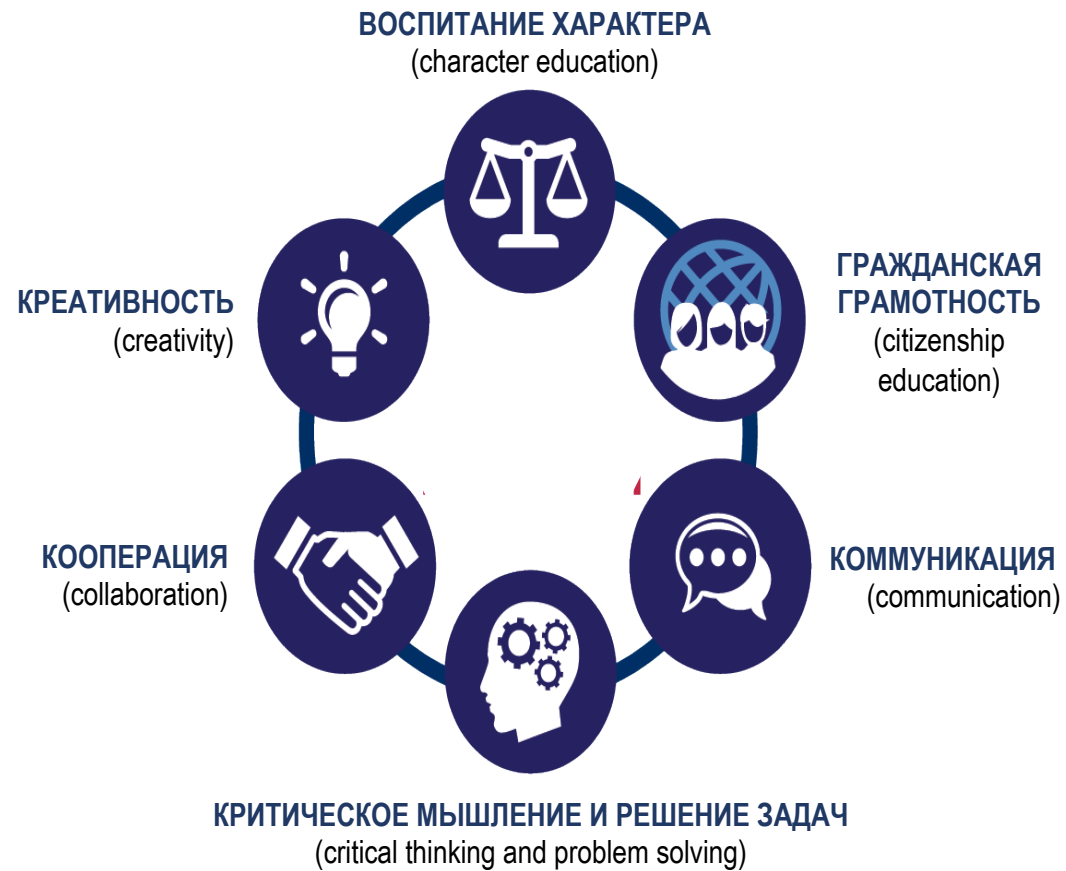 ВОСПИТАНИЕ ХАРАКТЕРА
(character education)
ГРАЖДАНСКАЯ
ГРАМОТНОСТЬ
(citizenship
education)
КРЕАТИВНОСТЬ
(creativity)
КООПЕРАЦИЯ
(collaboration)
КОММУНИКАЦИЯ
(communication)
КРИТИЧЕСКОЕ МЫШЛЕНИЕ И РЕШЕНИЕ ЗАДАЧ
(critical thinking and problem solving)